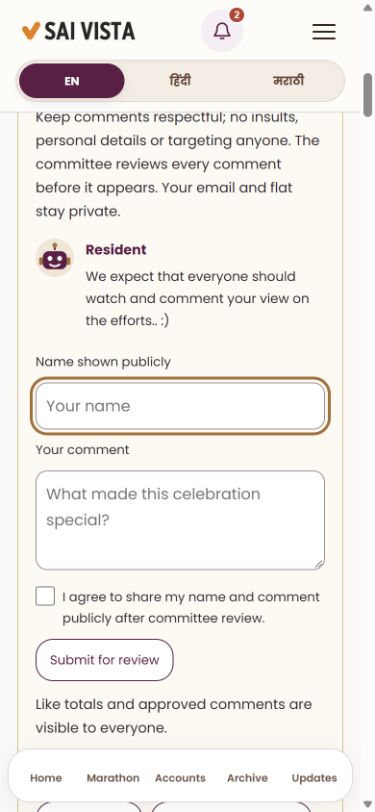 SAI VISTA
2
EN
हिंदी
मराठी
Keep comments respectful; no insults,
personal details or targeting anyone. The
committee reviews every comment
before it appears. Your email and flat
stay private.
Resident
We expect that everyone should
watch and comment your view on
the efforts.. :)
Name shown publicly
Your name
Your comment
What made this celebration
special?
I agree to share my name and comment
publicly after committee review.
Submit for review
Like totals and approved comments are
visible to everyone.
Home
Marathon
Accounts
Archive
Updates